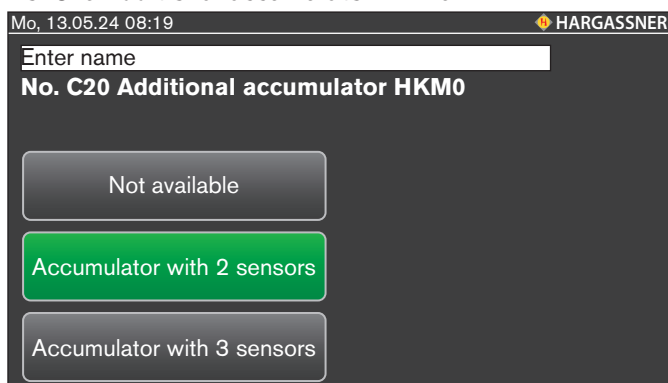 Mo, 13.05.24 08:19 HARGASSNER
Enter name
No. C20 Additional accumulator HKM0
Not available
Accumulator with 2 sensors
Accumulator with 3 sensors